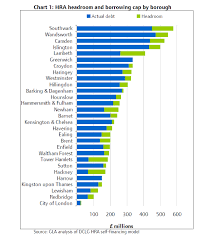 Chart 1: HRA headroom and borrowing cap by borough
Actual debt
Headroom
Southwark
Wandsworth
Camden
Islington
Lambeth
Greenwich
Croydon
Haringey
Westminster
Ealing
Barking & Dagenham
Hounslow
Hammersmith & Fulham
Newham
Barnet
Kensington & Chelsea
Havering
Ealing
Brent
Enfield
Waltham Forest
Tower Hamlets
Sutton
Hackney
Harrow
Kingston upon Thames
Lewisham
Redbridge
City of London
0 100 200 300 400 500 600
£ millions
Source: GLA analysis of DCLG HRA self-financing model